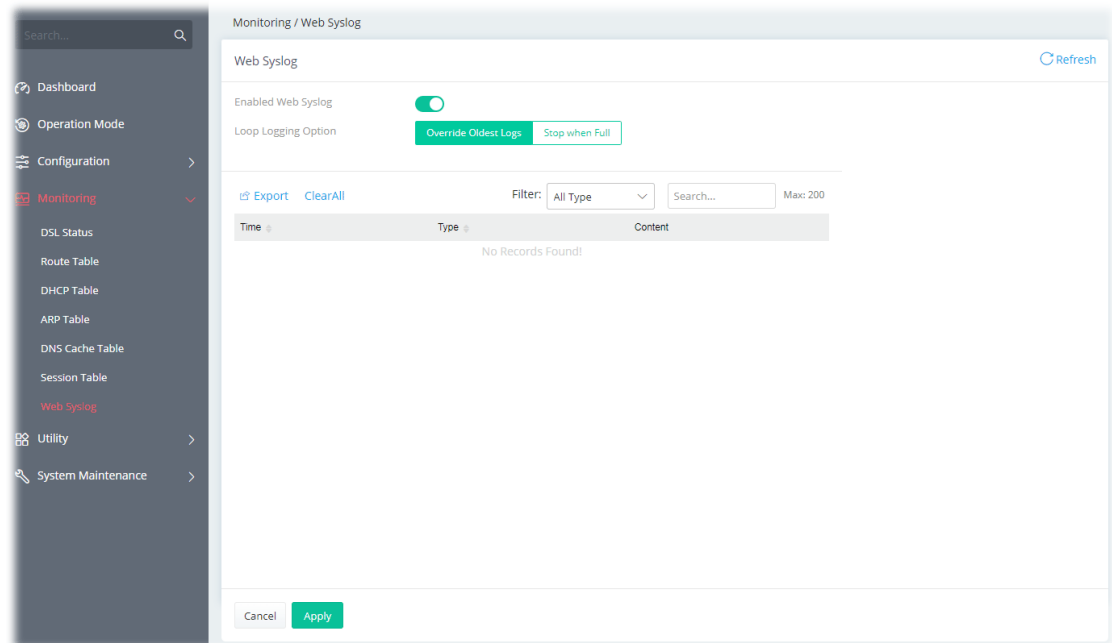 Search...
Dashboard
Operation Mode
Configuration
Monitoring
DSL Status
Route Table
DHCP Table
ARP Table
DNS Cache Table
Session Table
Web Syslog
Utility
System Maintenance
Monitoring / Web Syslog
Web Syslog
Refresh
Enabled Web Syslog
Loop Logging Option
Override Oldest Logs
Stop when Full
Export
ClearAll
Filter:
All Type
Search...
Max: 200
Time
Type
Content
No Records Found!
Cancel
Apply